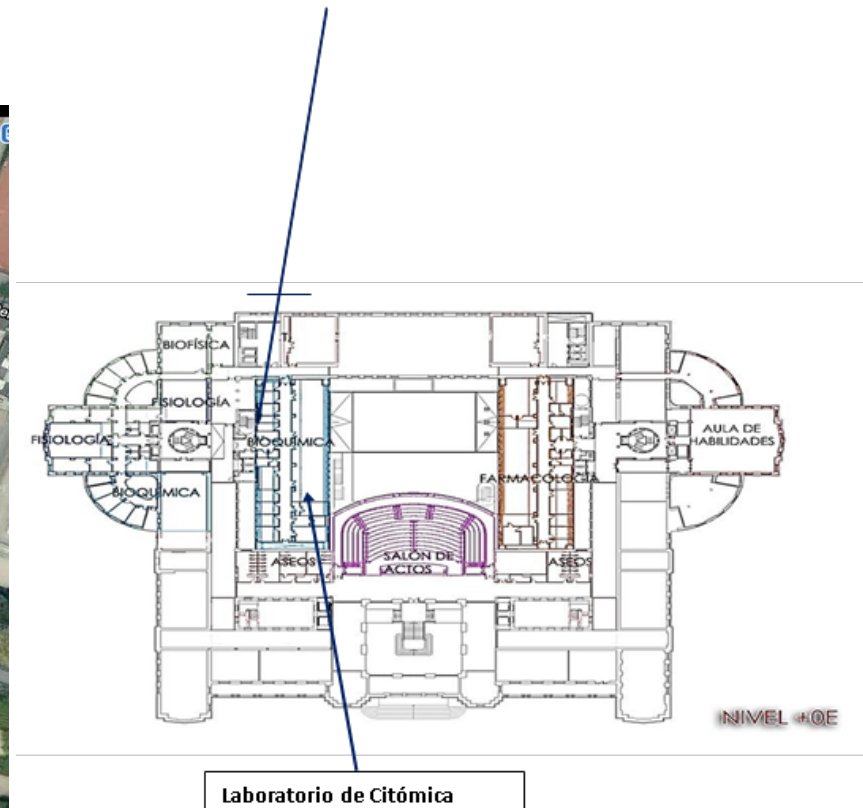 BIOFÍSICA
FISIOLOGÍA
FISIOLOGÍA
BIOQUÍMICA
BIOQUÍMICA
AULA DE
HABILIDADES
FARMACOLOGÍA
ASEOS
SALÓN DE
ACTOS
ASEOS
NIVEL +0E
Laboratorio de Citómica